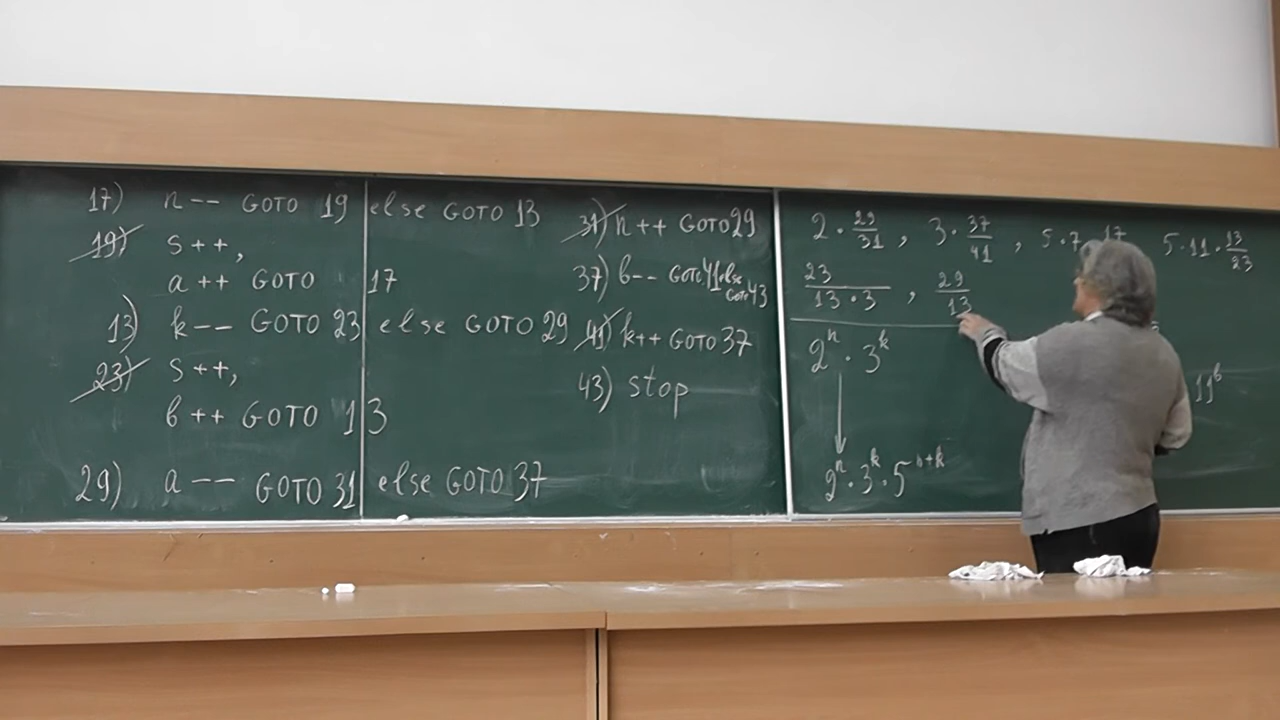 17) n-- GOTO 19 else GOTO 13
19) s++,
a++ GOTO 17
13) k-- GOTO 23 else GOTO 29
23) s++,
b++ GOTO 13
29) a-- GOTO 31 else GOTO 37
31) n++ GOTO 29
37) b-- GOTO 41 else GOTO 43
41) k++ GOTO 37
43) stop
2 · 29/31 , 3 · 37/41 , 5 · 7 · 17 5 · 11 · 13/23
23/(13 · 3) , 29/13
2^n · 3^k
11^b
2^n · 3^k · 5^(n+k)